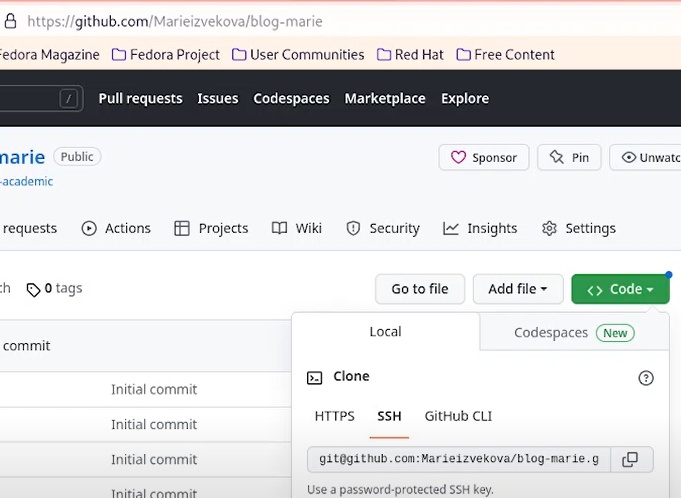 https://github.com/Marieizvekova/blog-marie
Fedora Magazine Fedora Project User Communities Red Hat Free Content
/ Pull requests Issues Codespaces Marketplace Explore
marie Public Sponsor Pin Unwatc
-academic
requests Actions Projects Wiki Security Insights Settings
ch 0 tags Go to file Add file Code
Local Codespaces New
commit
Clone
Initial commit
HTTPS SSH GitHub CLI
Initial commit
git@github.com:Marieizvekova/blog-marie.g
Initial commit
Use a password-protected SSH key.
Initial commit